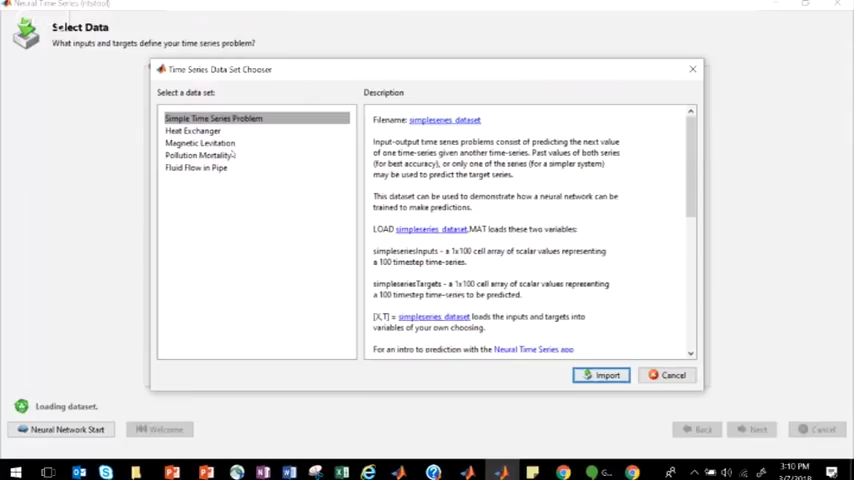 Neural Time Series (ntstool)
Select Data
What inputs and targets define your time series problem?
Time Series Data Set Chooser
Select a data set:
Simple Time Series Problem
Heat Exchanger
Magnetic Levitation
Pollution Mortality
Fluid Flow in Pipe
Description
Filename: simpleseries_dataset
Input-output time series problems consist of predicting the next value
of one time-series given another time-series. Past values of both series
(for best accuracy), or only one of the series (for a simpler system)
may be used to predict the target series.
This dataset can be used to demonstrate how a neural network can be
trained to make predictions.
LOAD simpleseries_dataset.MAT loads these two variables:
simpleseriesInputs - a 1x100 cell array of scalar values representing
a 100 timestep time-series.
simpleseriesTargets - a 1x100 cell array of scalar values representing
a 100 timestep time-series to be predicted.
[X,T] = simpleseries_dataset loads the inputs and targets into
variables of your own choosing.
For an intro to prediction with the Neural Time Series app
Import
Cancel
Loading dataset.
Neural Network Start
Welcome
Back
Next
Cancel
3:10 PM
3/7/2018